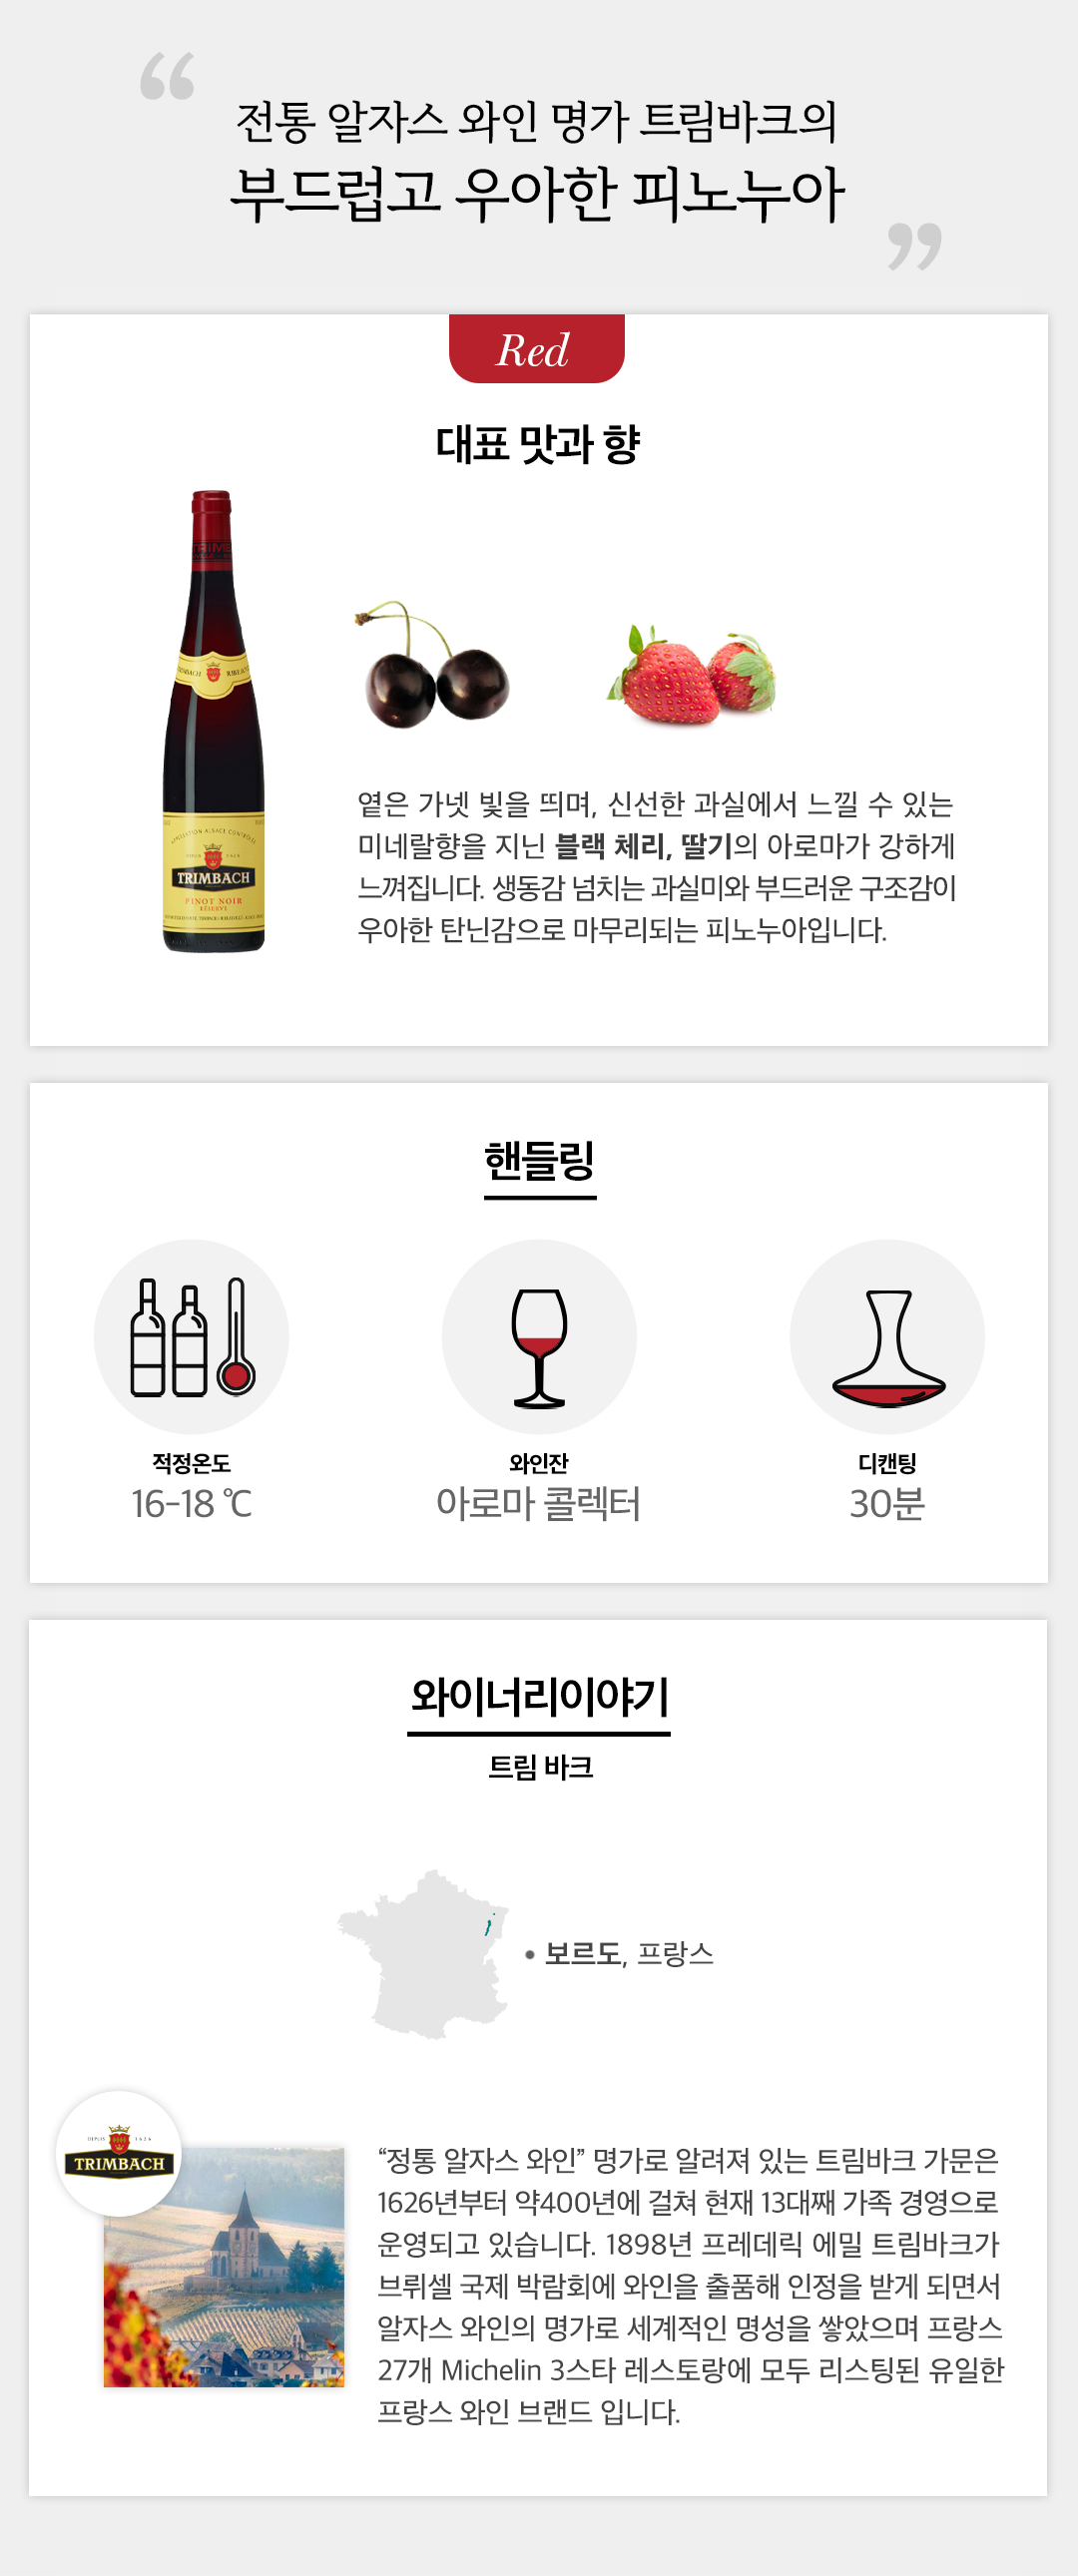 “
전통 알자스 와인 명가 트림바크의
부드럽고 우아한 피노누아
”
Red
대표 맛과 향
TRIMBACH
APPELLATION ALSACE CONTRÔLÉE
DEPUIS 1626
TRIMBACH
PINOT NOIR
RÉSERVE
옅은 가넷 빛을 띄며, 신선한 과실에서 느낄 수 있는
미네랄향을 지닌 블랙 체리, 딸기의 아로마가 강하게
느껴집니다. 생동감 넘치는 과실미와 부드러운 구조감이
우아한 탄닌감으로 마무리되는 피노누아입니다.
핸들링
적정온도
16-18 ℃
와인잔
아로마 콜렉터
디캔팅
30분
와이너리이야기
트림 바크
• 보르도, 프랑스
DEPUIS 1626
TRIMBACH
“정통 알자스 와인” 명가로 알려져 있는 트림바크 가문은
1626년부터 약400년에 걸쳐 현재 13대째 가족 경영으로
운영되고 있습니다. 1898년 프레데릭 에밀 트림바크가
브뤼셀 국제 박람회에 와인을 출품해 인정을 받게 되면서
알자스 와인의 명가로 세계적인 명성을 쌓았으며 프랑스
27개 Michelin 3스타 레스토랑에 모두 리스팅된 유일한
프랑스 와인 브랜드 입니다.